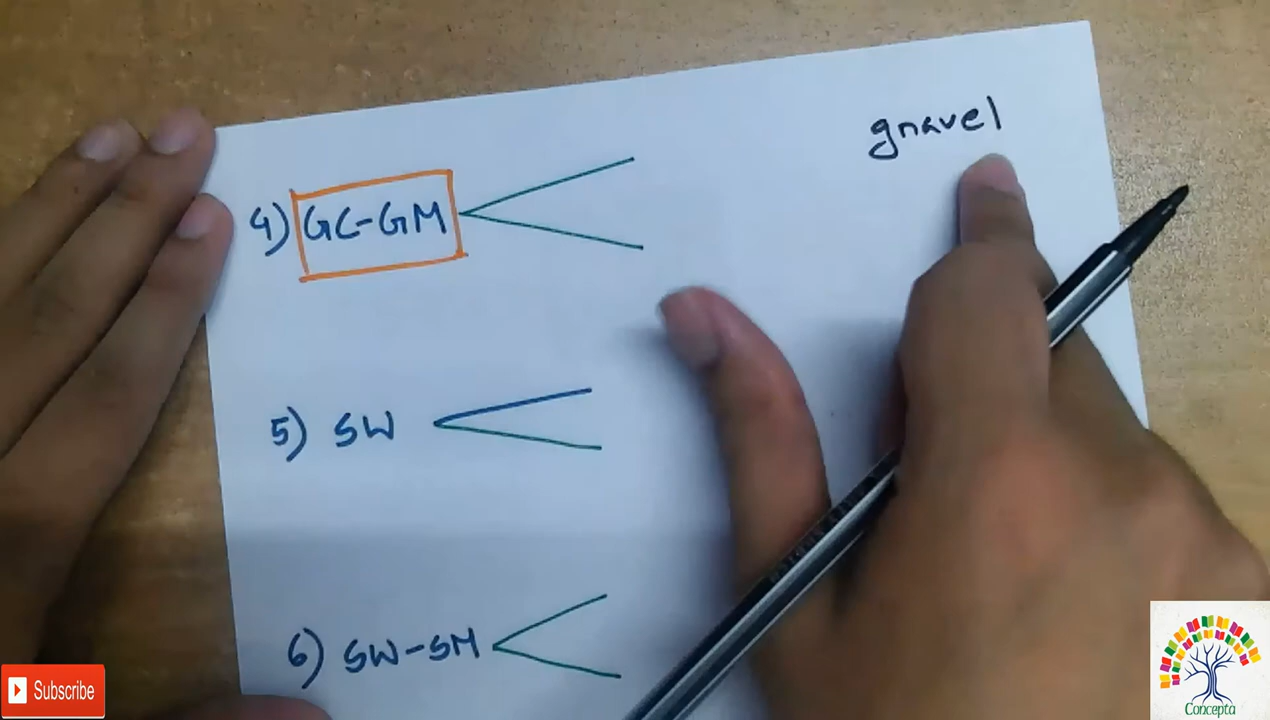 gravel
4) GC-GM
5) SW
6) SW-SM
Subscribe
Concepta